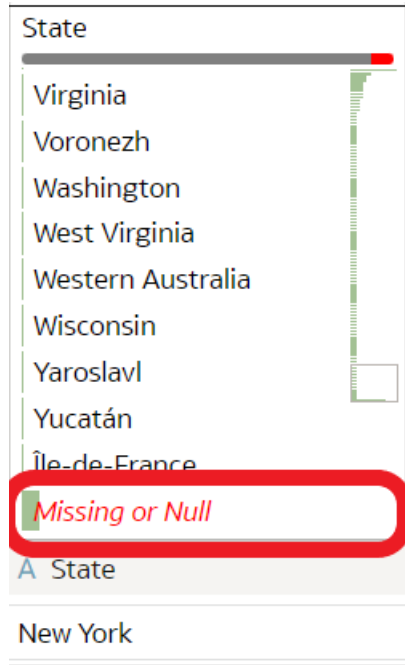 State
Virginia
Voronezh
Washington
West Virginia
Western Australia
Wisconsin
Yaroslavl
Yucatán
Île-de-France
Missing or Null
A State
New York